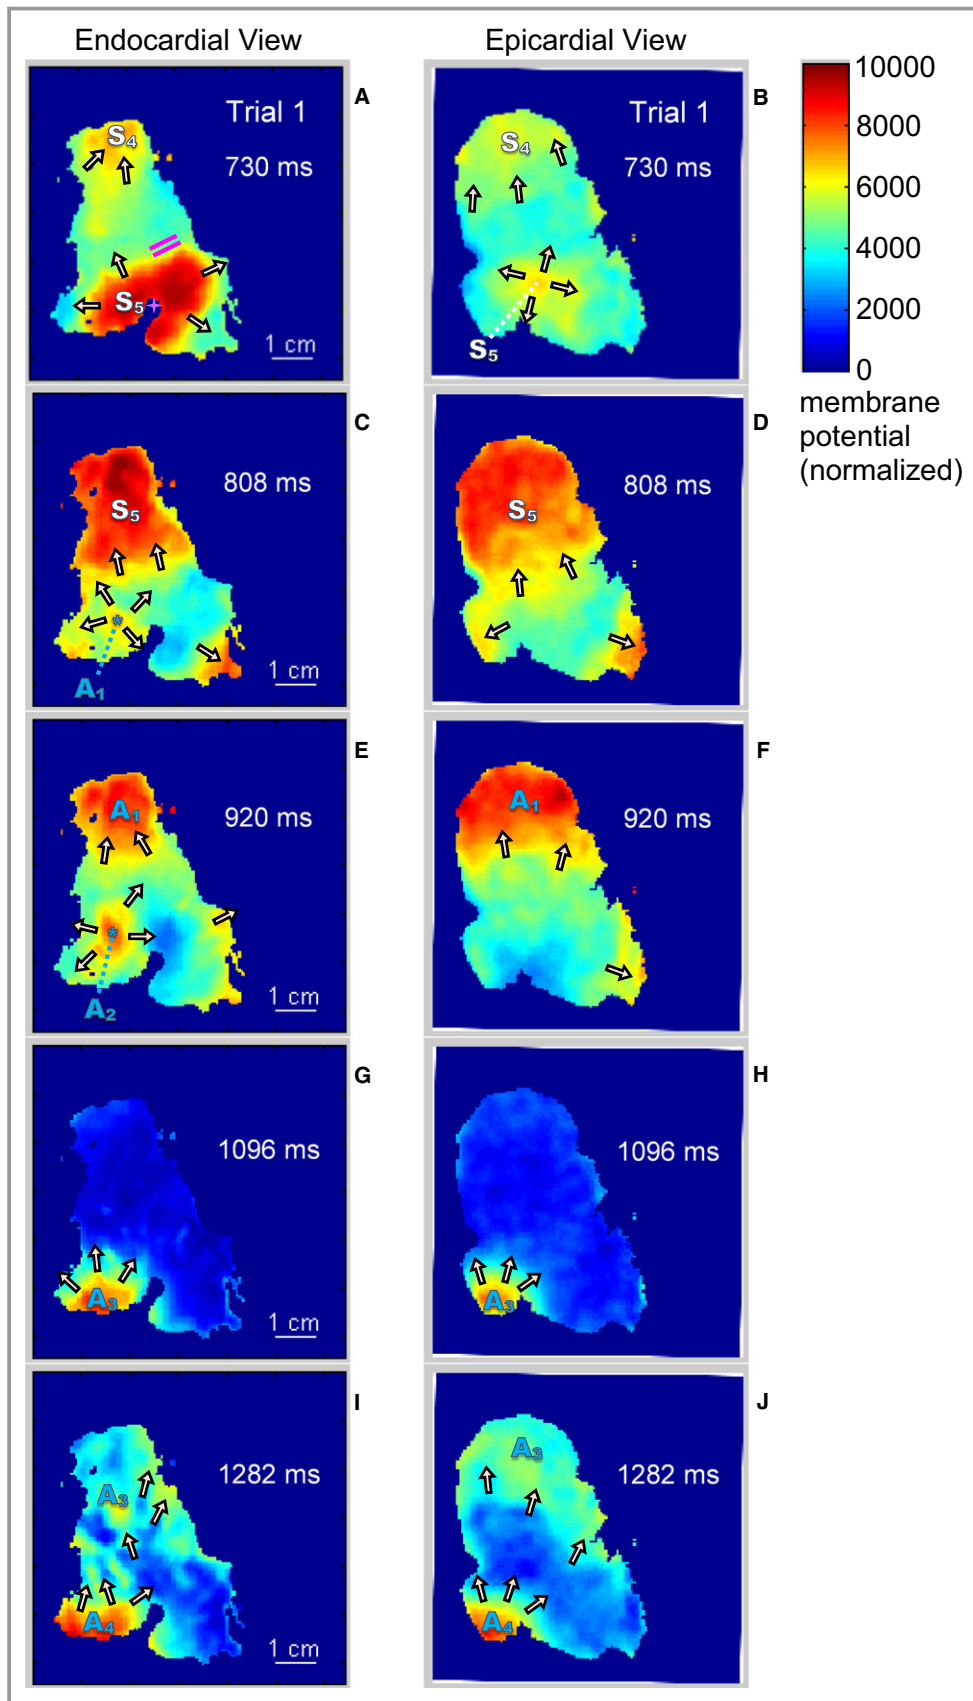 Endocardial View
Epicardial View
A
Trial 1
730 ms
S₄
S₅
1 cm
B
Trial 1
730 ms
S₄
S₅
10000
8000
6000
4000
2000
0
membrane
potential
(normalized)
C
808 ms
S₅
A₁
1 cm
D
808 ms
S₅
E
920 ms
A₁
A₂
1 cm
F
920 ms
A₁
G
1096 ms
A₃
1 cm
H
1096 ms
A₃
I
1282 ms
A₃
A₄
1 cm
J
1282 ms
A₃
A₄